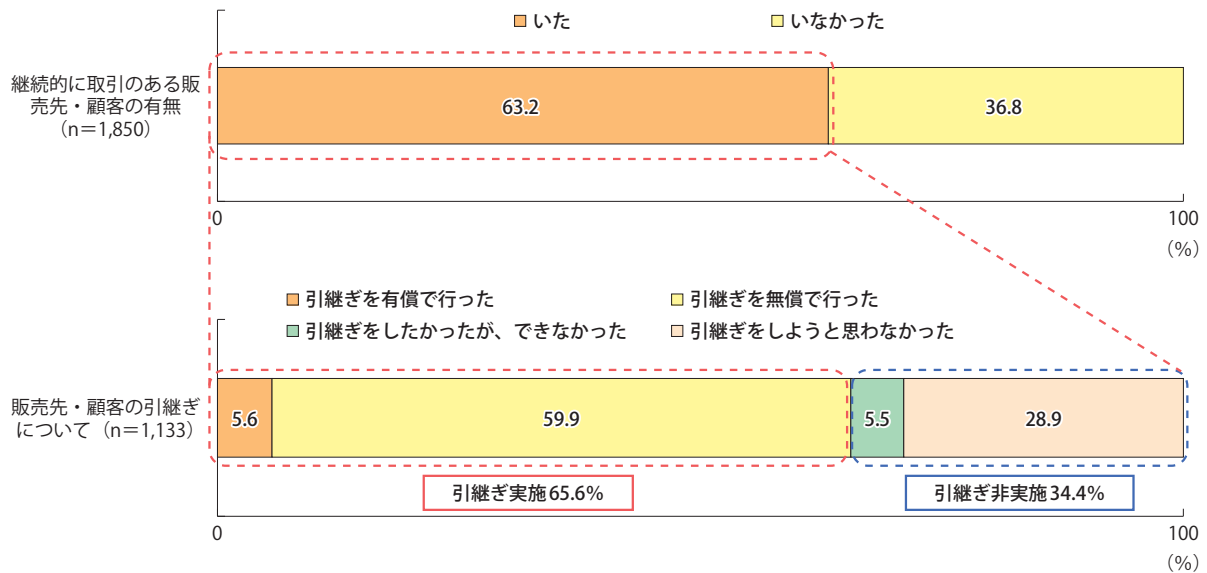 いた
いなかった
継続的に取引のある販
売先・顧客の有無
（n＝1,850）
63.2
36.8
0
100
（%）
引継ぎを有償で行った
引継ぎを無償で行った
引継ぎをしたかったが、できなかった
引継ぎをしようと思わなかった
販売先・顧客の引継ぎ
について（n＝1,133）
5.6
59.9
5.5
28.9
引継ぎ実施65.6%
引継ぎ非実施34.4%
0
100
（%）